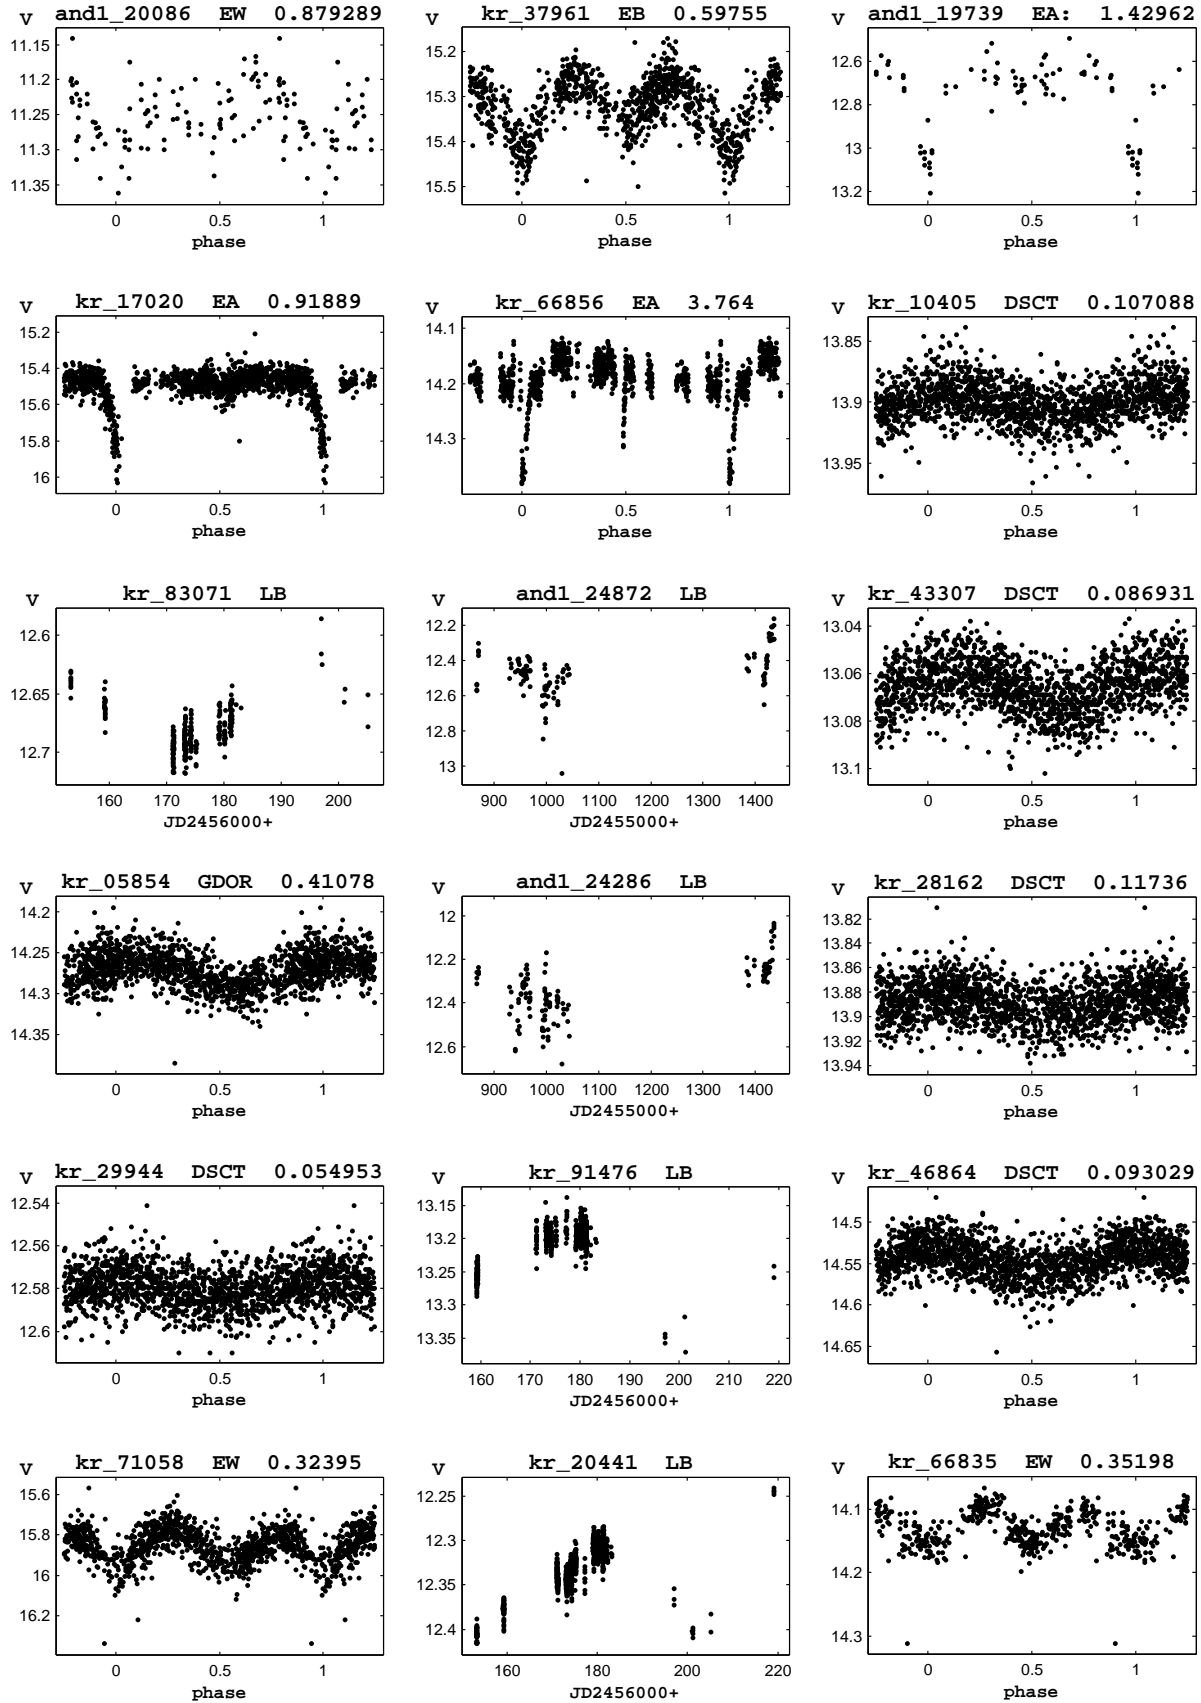 V and1_20086 EW 0.879289
11.15
11.2
11.25
11.3
11.35
0 0.5 1
phase
V kr_37961 EB 0.59755
15.2
15.3
15.4
15.5
0 0.5 1
phase
V and1_19739 EA: 1.42962
12.6
12.8
13
13.2
0 0.5 1
phase
V kr_17020 EA 0.91889
15.2
15.4
15.6
15.8
16
0 0.5 1
phase
V kr_66856 EA 3.764
14.1
14.2
14.3
0 0.5 1
phase
V kr_10405 DSCT 0.107088
13.85
13.9
13.95
0 0.5 1
phase
V kr_83071 LB
12.6
12.65
12.7
160 170 180 190 200
JD2456000+
V and1_24872 LB
12.2
12.4
12.6
12.8
13
900 1000 1100 1200 1300 1400
JD2455000+
V kr_43307 DSCT 0.086931
13.04
13.06
13.08
13.1
0 0.5 1
phase
V kr_05854 GDOR 0.41078
14.2
14.25
14.3
14.35
0 0.5 1
phase
V and1_24286 LB
12
12.2
12.4
12.6
900 1000 1100 1200 1300 1400
JD2455000+
V kr_28162 DSCT 0.11736
13.82
13.84
13.86
13.88
13.9
13.92
13.94
0 0.5 1
phase
V kr_29944 DSCT 0.054953
12.54
12.56
12.58
12.6
0 0.5 1
phase
V kr_91476 LB
13.15
13.2
13.25
13.3
13.35
160 170 180 190 200 210 220
JD2456000+
V kr_46864 DSCT 0.093029
14.5
14.55
14.6
14.65
0 0.5 1
phase
V kr_71058 EW 0.32395
15.6
15.8
16
16.2
0 0.5 1
phase
V kr_20441 LB
12.25
12.3
12.35
12.4
160 180 200 220
JD2456000+
V kr_66835 EW 0.35198
14.1
14.2
14.3
0 0.5 1
phase